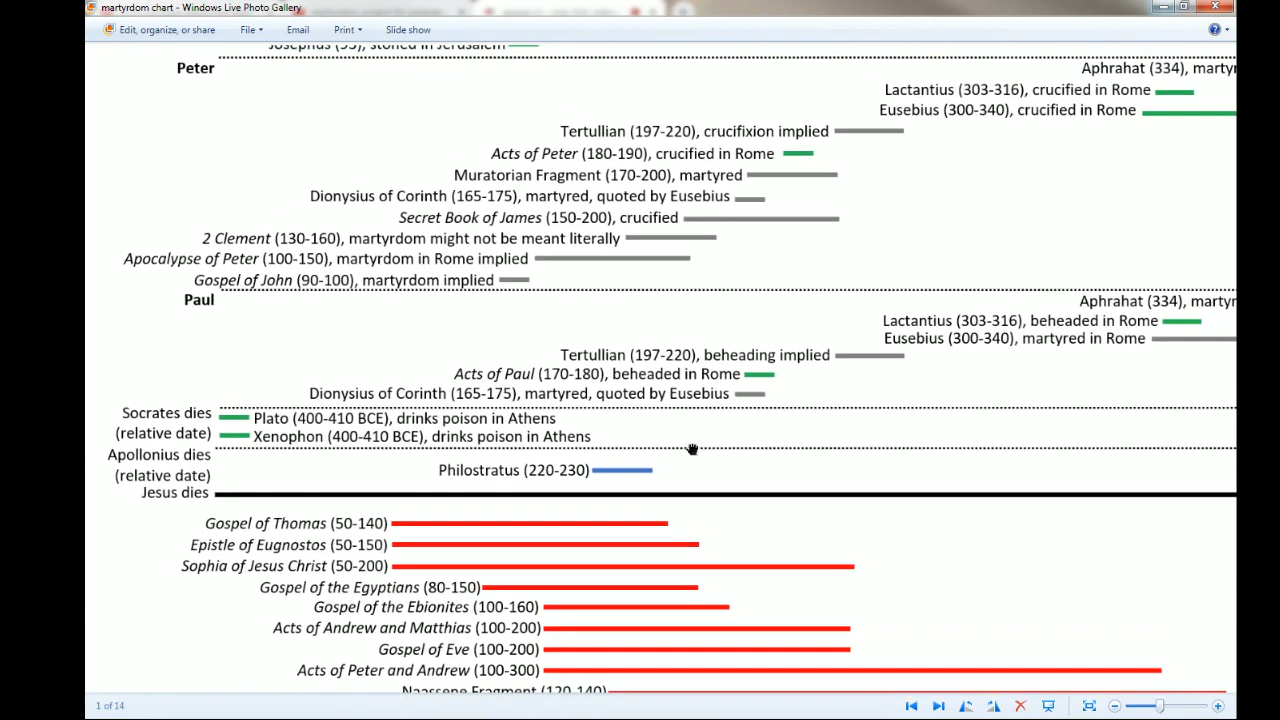 martyrdom chart - Windows Live Photo Gallery
Edit, organize, or share File Email Print Slide show
Josephus (93), stoned in Jerusalem
Peter
Aphrahat (334), marty
Lactantius (303-316), crucified in Rome
Eusebius (300-340), crucified in Rome
Tertullian (197-220), crucifixion implied
Acts of Peter (180-190), crucified in Rome
Muratorian Fragment (170-200), martyred
Dionysius of Corinth (165-175), martyred, quoted by Eusebius
Secret Book of James (150-200), crucified
2 Clement (130-160), martyrdom might not be meant literally
Apocalypse of Peter (100-150), martyrdom in Rome implied
Gospel of John (90-100), martyrdom implied
Paul
Aphrahat (334), martyr
Lactantius (303-316), beheaded in Rome
Eusebius (300-340), martyred in Rome
Tertullian (197-220), beheading implied
Acts of Paul (170-180), beheaded in Rome
Dionysius of Corinth (165-175), martyred, quoted by Eusebius
Socrates dies
(relative date)
Plato (400-410 BCE), drinks poison in Athens
Xenophon (400-410 BCE), drinks poison in Athens
Apollonius dies
(relative date)
Philostratus (220-230)
Jesus dies
Gospel of Thomas (50-140)
Epistle of Eugnostos (50-150)
Sophia of Jesus Christ (50-200)
Gospel of the Egyptians (80-150)
Gospel of the Ebionites (100-160)
Acts of Andrew and Matthias (100-200)
Gospel of Eve (100-200)
Acts of Peter and Andrew (100-300)
Naassene Fragment (120-140)
1 of 14